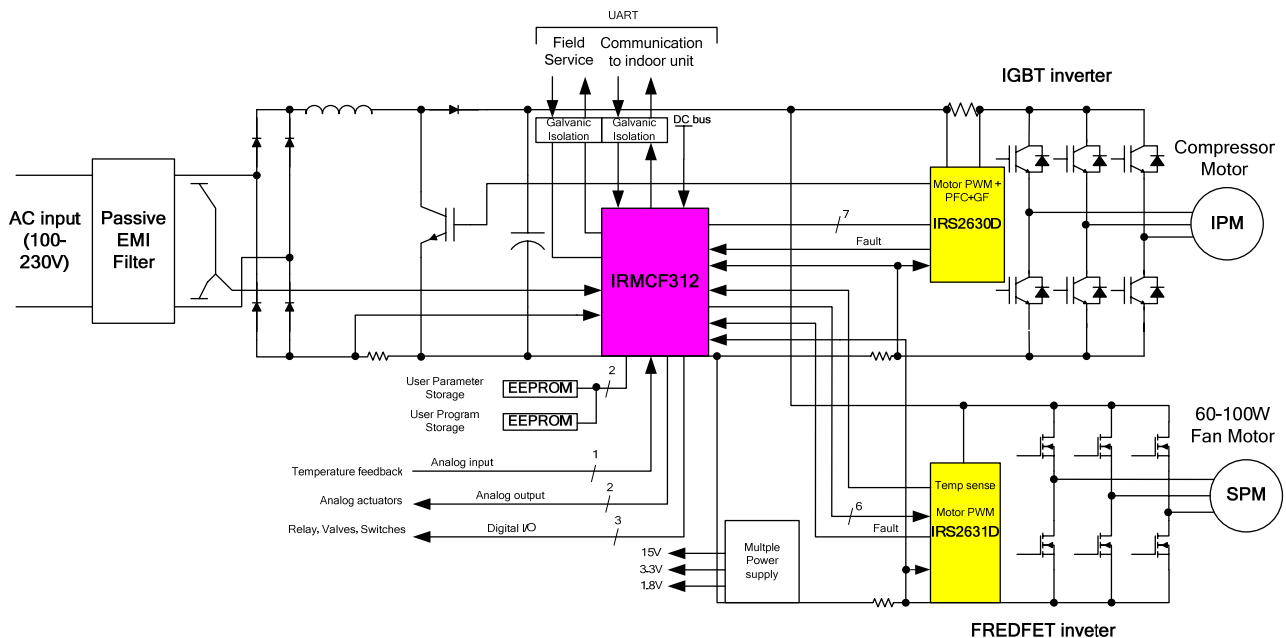 UART
Field
Service
Communication
to indoor unit
IGBT inverter
Galvanic
Isolation
Galvanic
Isolation
DC bus
Compressor
Motor
Motor PWM +
PFC+GF
IRS2630D
AC input
(100-
230V)
Passive
EMI
Filter
7
Fault
IPM
IRMCF312
2
User Parameter
Storage
EEPROM
User Program
Storage
EEPROM
60-100W
Fan Motor
Temperature feedback
Analog input
1
Analog actuators
Analog output
2
Relay, Valves, Switches
Digital I/O
3
Temp sense
6
Motor PWM
IRS2631D
Fault
SPM
15V
3.3V
1.8V
Multple
Power
supply
FREDFET inveter